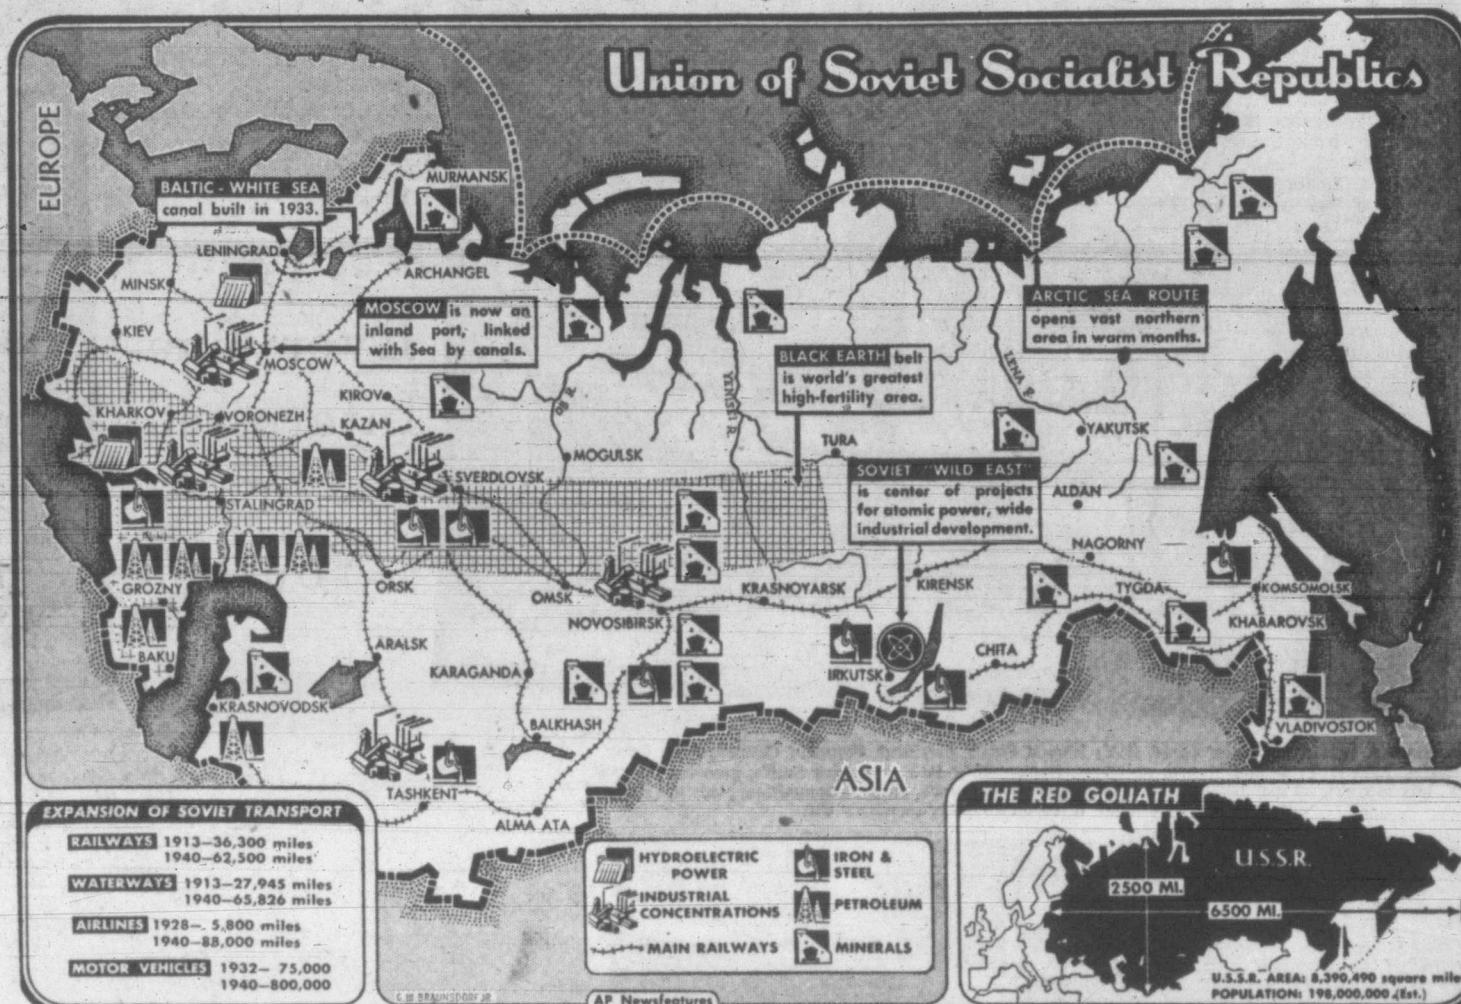 Union of Soviet Socialist Republics
EUROPE
BALTIC - WHITE SEA
canal built in 1933.
MURMANSK
LENINGRAD
ARCHANGEL
MINSK
MOSCOW is now an
inland port, linked
with Sea by canals.
ARCTIC SEA ROUTE
opens vast northern
area in warm months.
KIEV
MOSCOW
BLACK EARTH belt
is world's greatest
high-fertility area.
LENA R.
OB R.
YENISEI R.
KIROV
KHARKOV
VORONEZH
KAZAN
YAKUTSK
TURA
MOGULSK
SVERDLOVSK
SOVIET "WILD EAST"
is center of projects
for atomic power, wide
industrial development.
ALDAN
STALINGRAD
NAGORNY
GROZNY
ORSK
OMSK
KRASNOYARSK
KIRENSK
TYGDA
KOMSOMOLSK
NOVOSIBIRSK
KHABAROVSK
ARALSK
BAKU
KARAGANDA
CHITA
IRKUTSK
KRASNOVODSK
BALKHASH
VLADIVOSTOK
ASIA
TASHKENT
ALMA ATA
EXPANSION OF SOVIET TRANSPORT
RAILWAYS 1913—36,300 miles
1940—62,500 miles
WATERWAYS 1913—27,945 miles
1940—65,826 miles
AIRLINES 1928— 5,800 miles
1940—88,000 miles
MOTOR VEHICLES 1932— 75,000
1940—800,000
HYDROELECTRIC
POWER
INDUSTRIAL
CONCENTRATIONS
MAIN RAILWAYS
IRON &
STEEL
PETROLEUM
MINERALS
THE RED GOLIATH
U.S.S.R.
2500 MI.
6500 MI.
U.S.S.R. AREA: 8,390,490 square mile
POPULATION: 198,000,000 (Est.)
G. W. BRAUNSDORF JR.
AP Newsfeatures